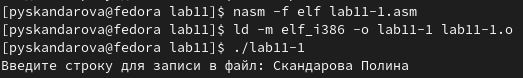 [pyskandarova@fedora lab11]$ nasm -f elf lab11-1.asm
[pyskandarova@fedora lab11]$ ld -m elf_i386 -o lab11-1 lab11-1.o
[pyskandarova@fedora lab11]$ ./lab11-1
Введите строку для записи в файл: Скандарова Полина